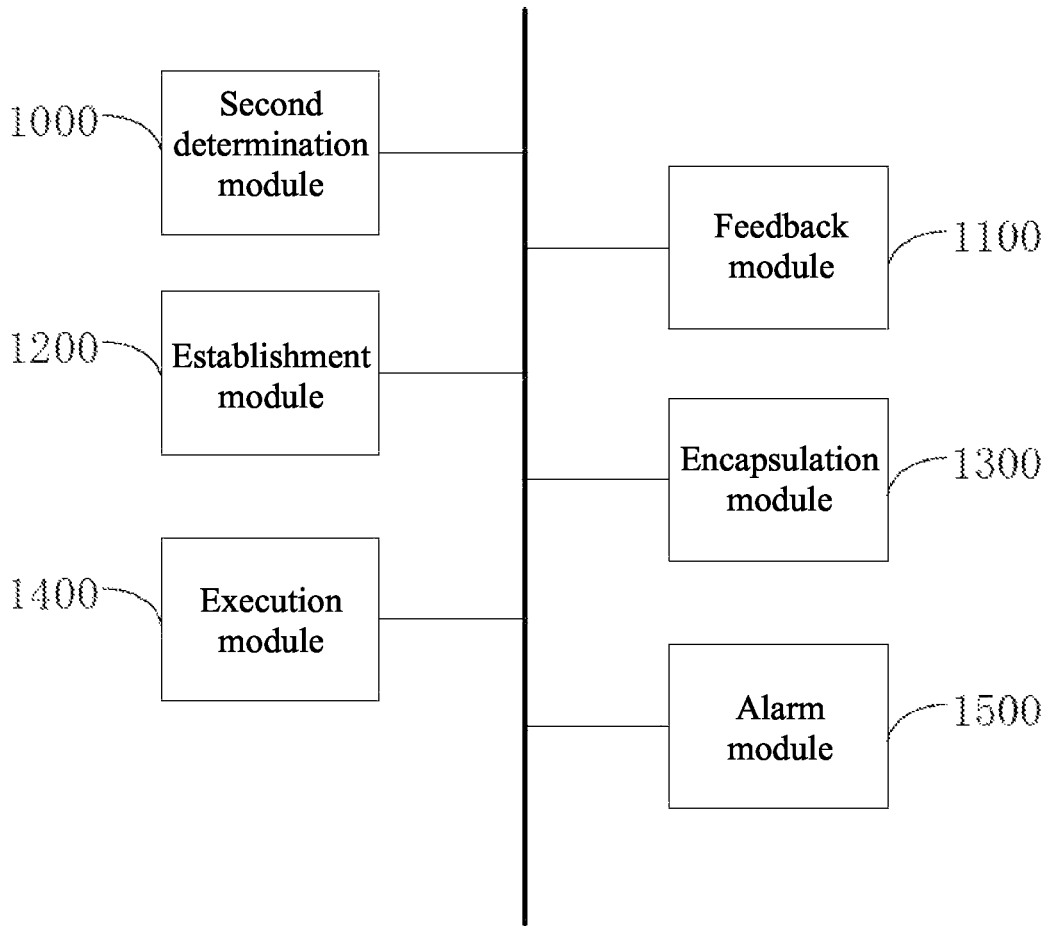 1000
Second
determination
module
Feedback
module
1100
1200
Establishment
module
Encapsulation
module
1300
1400
Execution
module
Alarm
module
1500